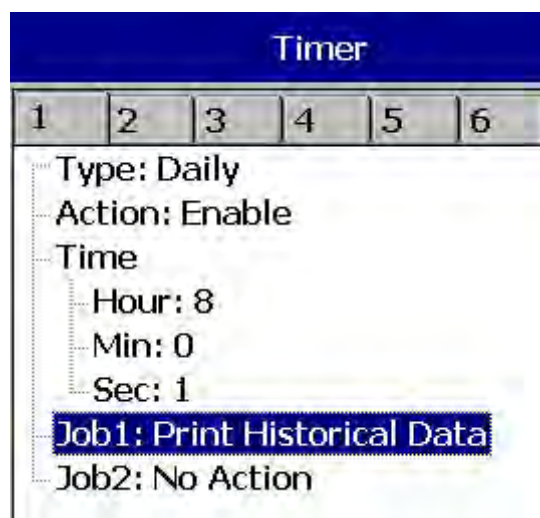 Timer
1 2 3 4 5 6
Type: Daily
Action: Enable
Time
Hour: 8
Min: 0
Sec: 1
Job1: Print Historical Data
Job2: No Action